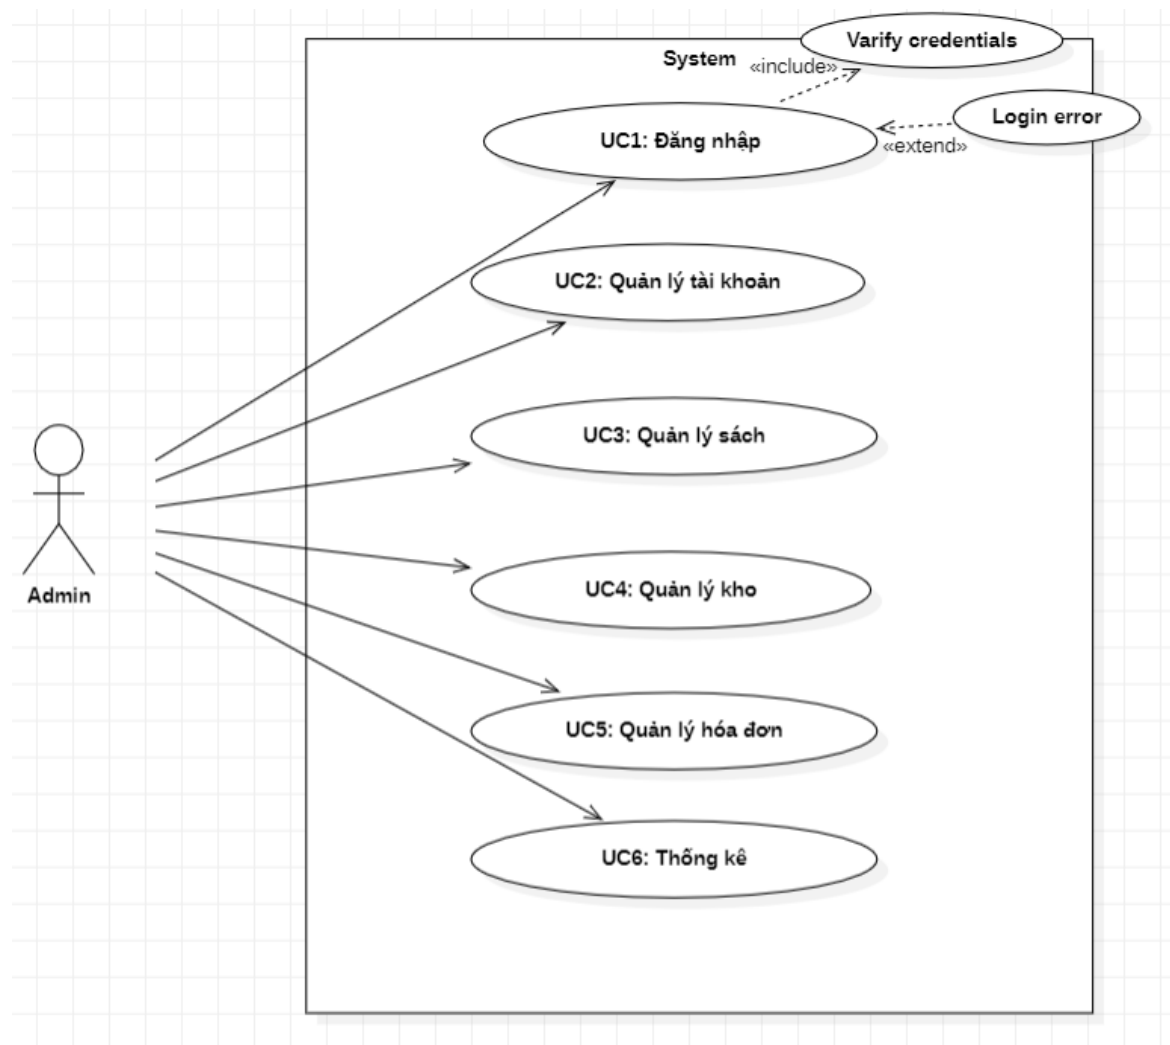 Varify credentials
System
«include»
Login error
UC1: Đăng nhập
«extend»
UC2: Quản lý tài khoản
UC3: Quản lý sách
UC4: Quản lý kho
Admin
UC5: Quản lý hóa đơn
UC6: Thống kê